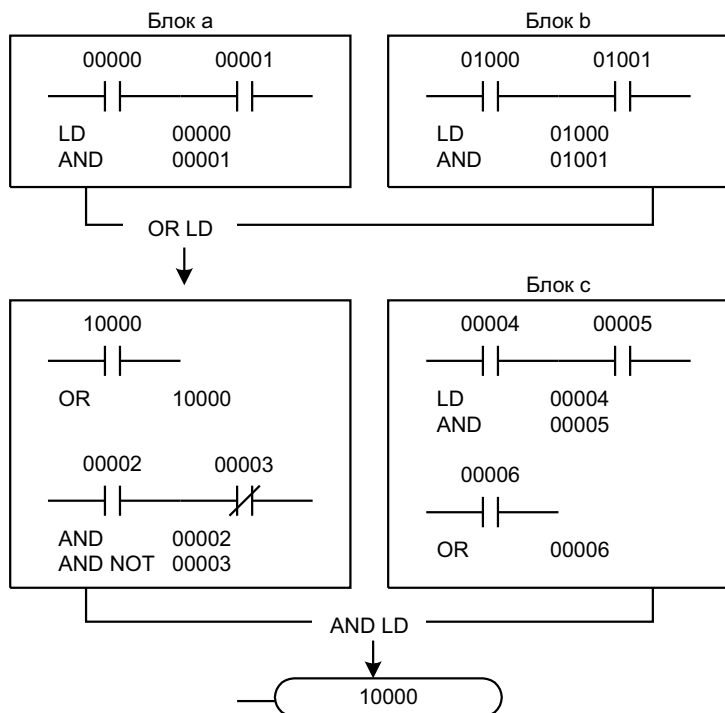 Блок a
00000 00001
LD 00000
AND 00001
Блок b
01000 01001
LD 01000
AND 01001
OR LD
10000
OR 10000
00002 00003
AND 00002
AND NOT 00003
Блок c
00004 00005
LD 00004
AND 00005
00006
OR 00006
AND LD
10000